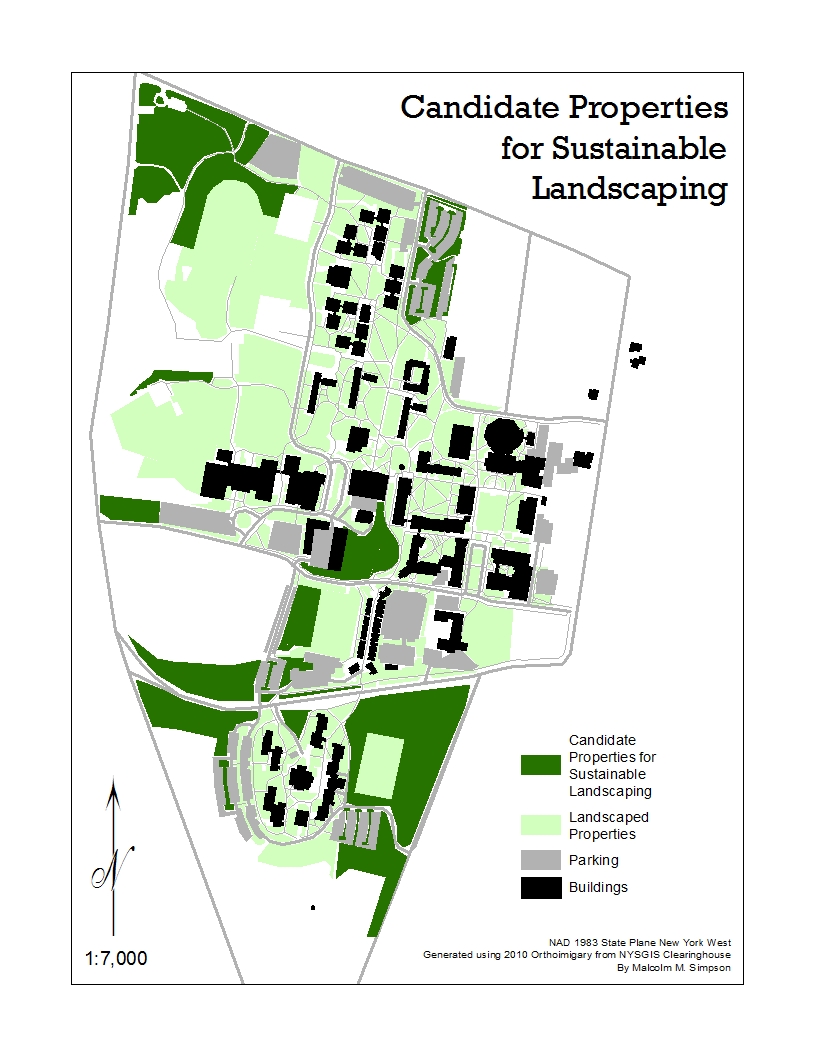 Candidate Properties
for Sustainable
Landscaping
Candidate
Properties for
Sustainable
Landscaping
Landscaped
Properties
Parking
Buildings
N
1:7,000
NAD 1983 State Plane New York West
Generated using 2010 Orthoimigary from NYSGIS Clearinghouse
By Malcolm M. Simpson